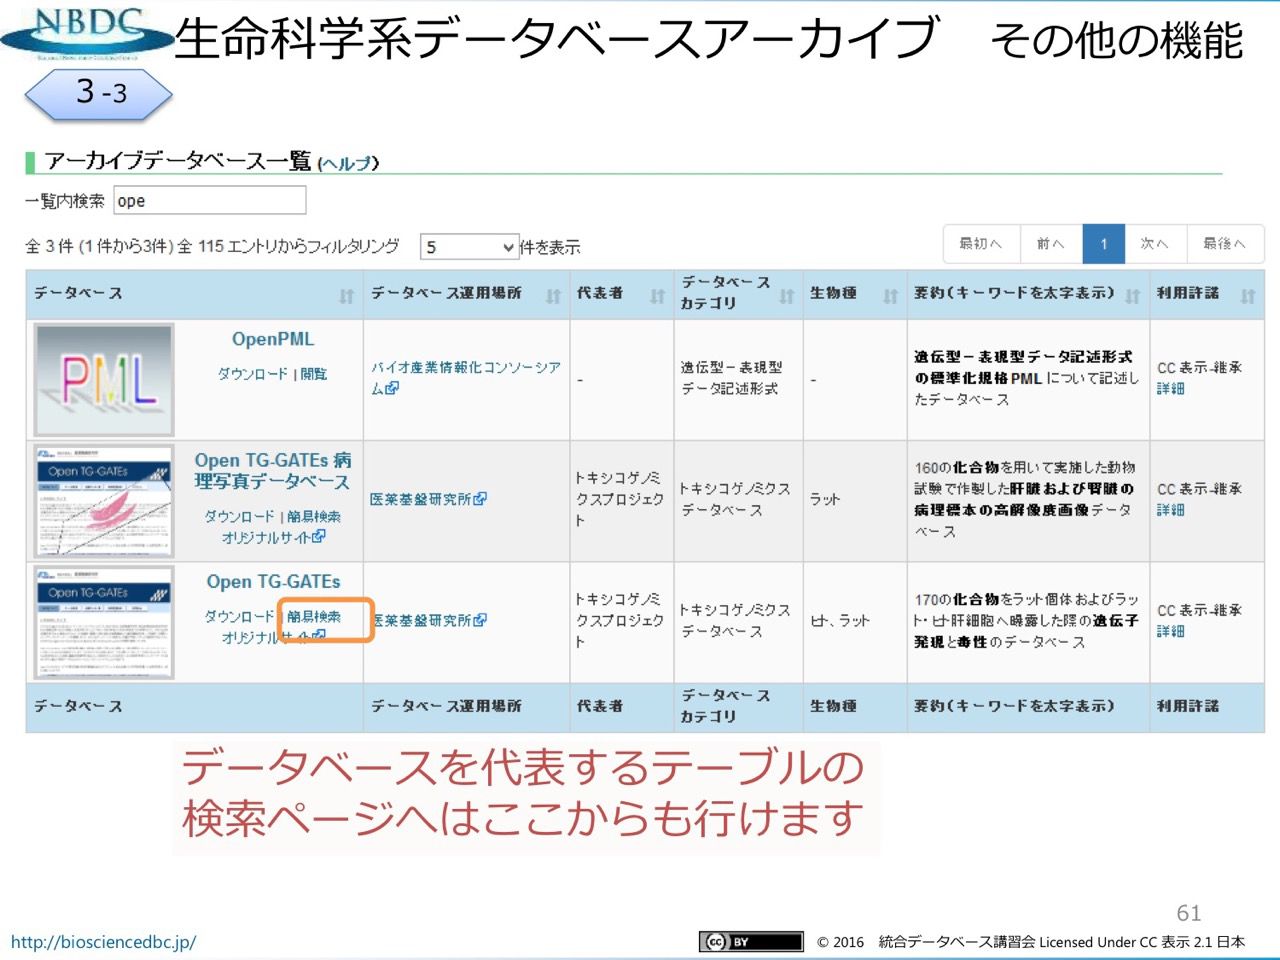 NBDC
生命科学系データベースアーカイブ その他の機能
3-3
アーカイブデータベース一覧 (ヘルプ)
一覧内検索 ope
全 3 件 (1 件から3件) 全 115 エントリからフィルタリング 5 件を表示
最初へ 前へ 1 次へ 最後へ
データベース データベース運用場所 代表者 データベースカテゴリ 生物種 要約(キーワードを太字表示) 利用許諾
PML
OpenPML
ダウンロード | 閲覧
バイオ産業情報化コンソーシアム
-
遺伝型－表現型データ記述形式
-
遺伝型－表現型データ記述形式の標準化規格PML について記述したデータベース
CC 表示-継承
詳細
Open TG-GATEs
Open TG-GATEs 病理写真データベース
ダウンロード | 簡易検索
オリジナルサイト
医薬基盤研究所
トキシコゲノミクスプロジェクト
トキシコゲノミクスデータベース
ラット
160の化合物を用いて実施した動物試験で作製した肝臓および腎臓の病理標本の高解像度画像データベース
CC 表示-継承
詳細
Open TG-GATEs
Open TG-GATEs
ダウンロード | 簡易検索
オリジナルサイト
医薬基盤研究所
トキシコゲノミクスプロジェクト
トキシコゲノミクスデータベース
ヒト、ラット
170の化合物をラット個体およびラット・ヒト肝細胞へ曝露した際の遺伝子発現と毒性のデータベース
CC 表示-継承
詳細
データベース データベース運用場所 代表者 データベースカテゴリ 生物種 要約(キーワードを太字表示) 利用許諾
データベースを代表するテーブルの
検索ページへはここからも行けます
61
http://biosciencedbc.jp/
cc BY © 2016 統合データベース講習会 Licensed Under CC 表示 2.1 日本